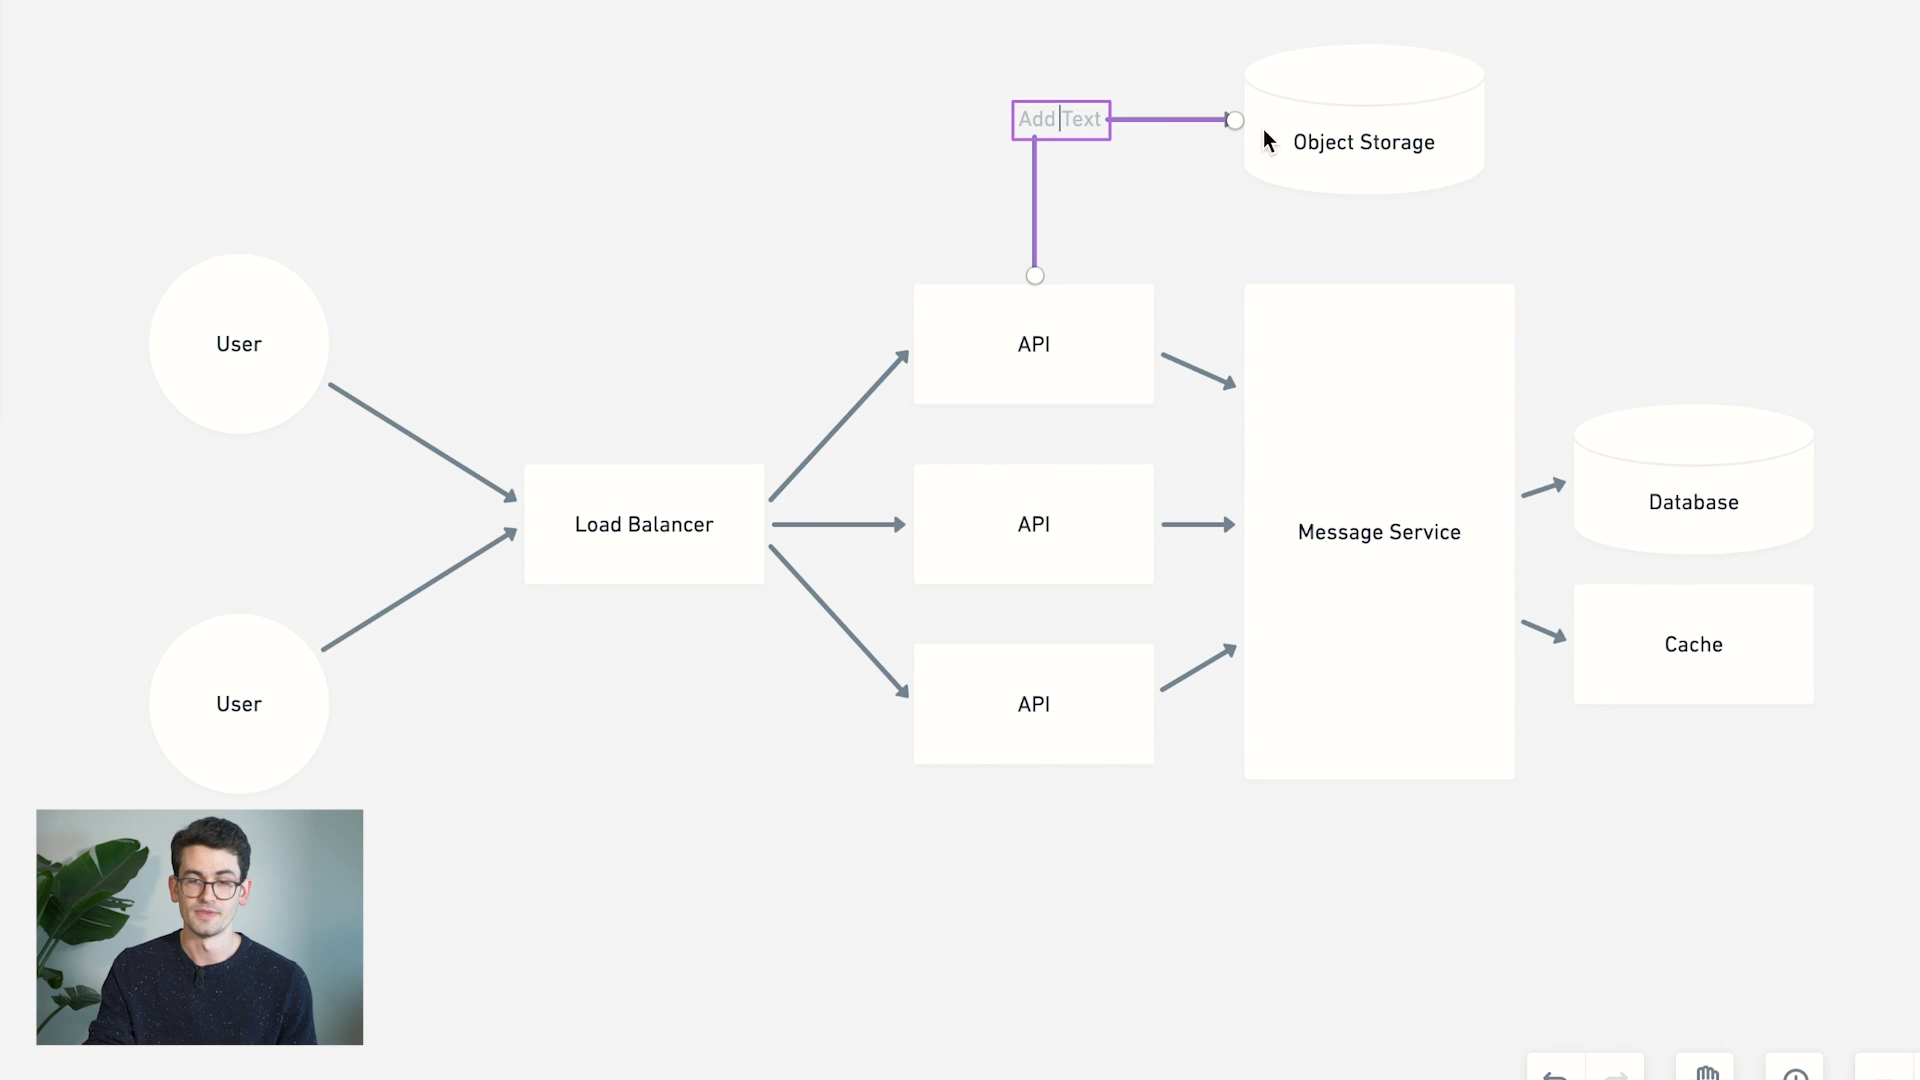 Add Text
Object Storage
User
API
Load Balancer
API
Message Service
Database
Cache
User
API